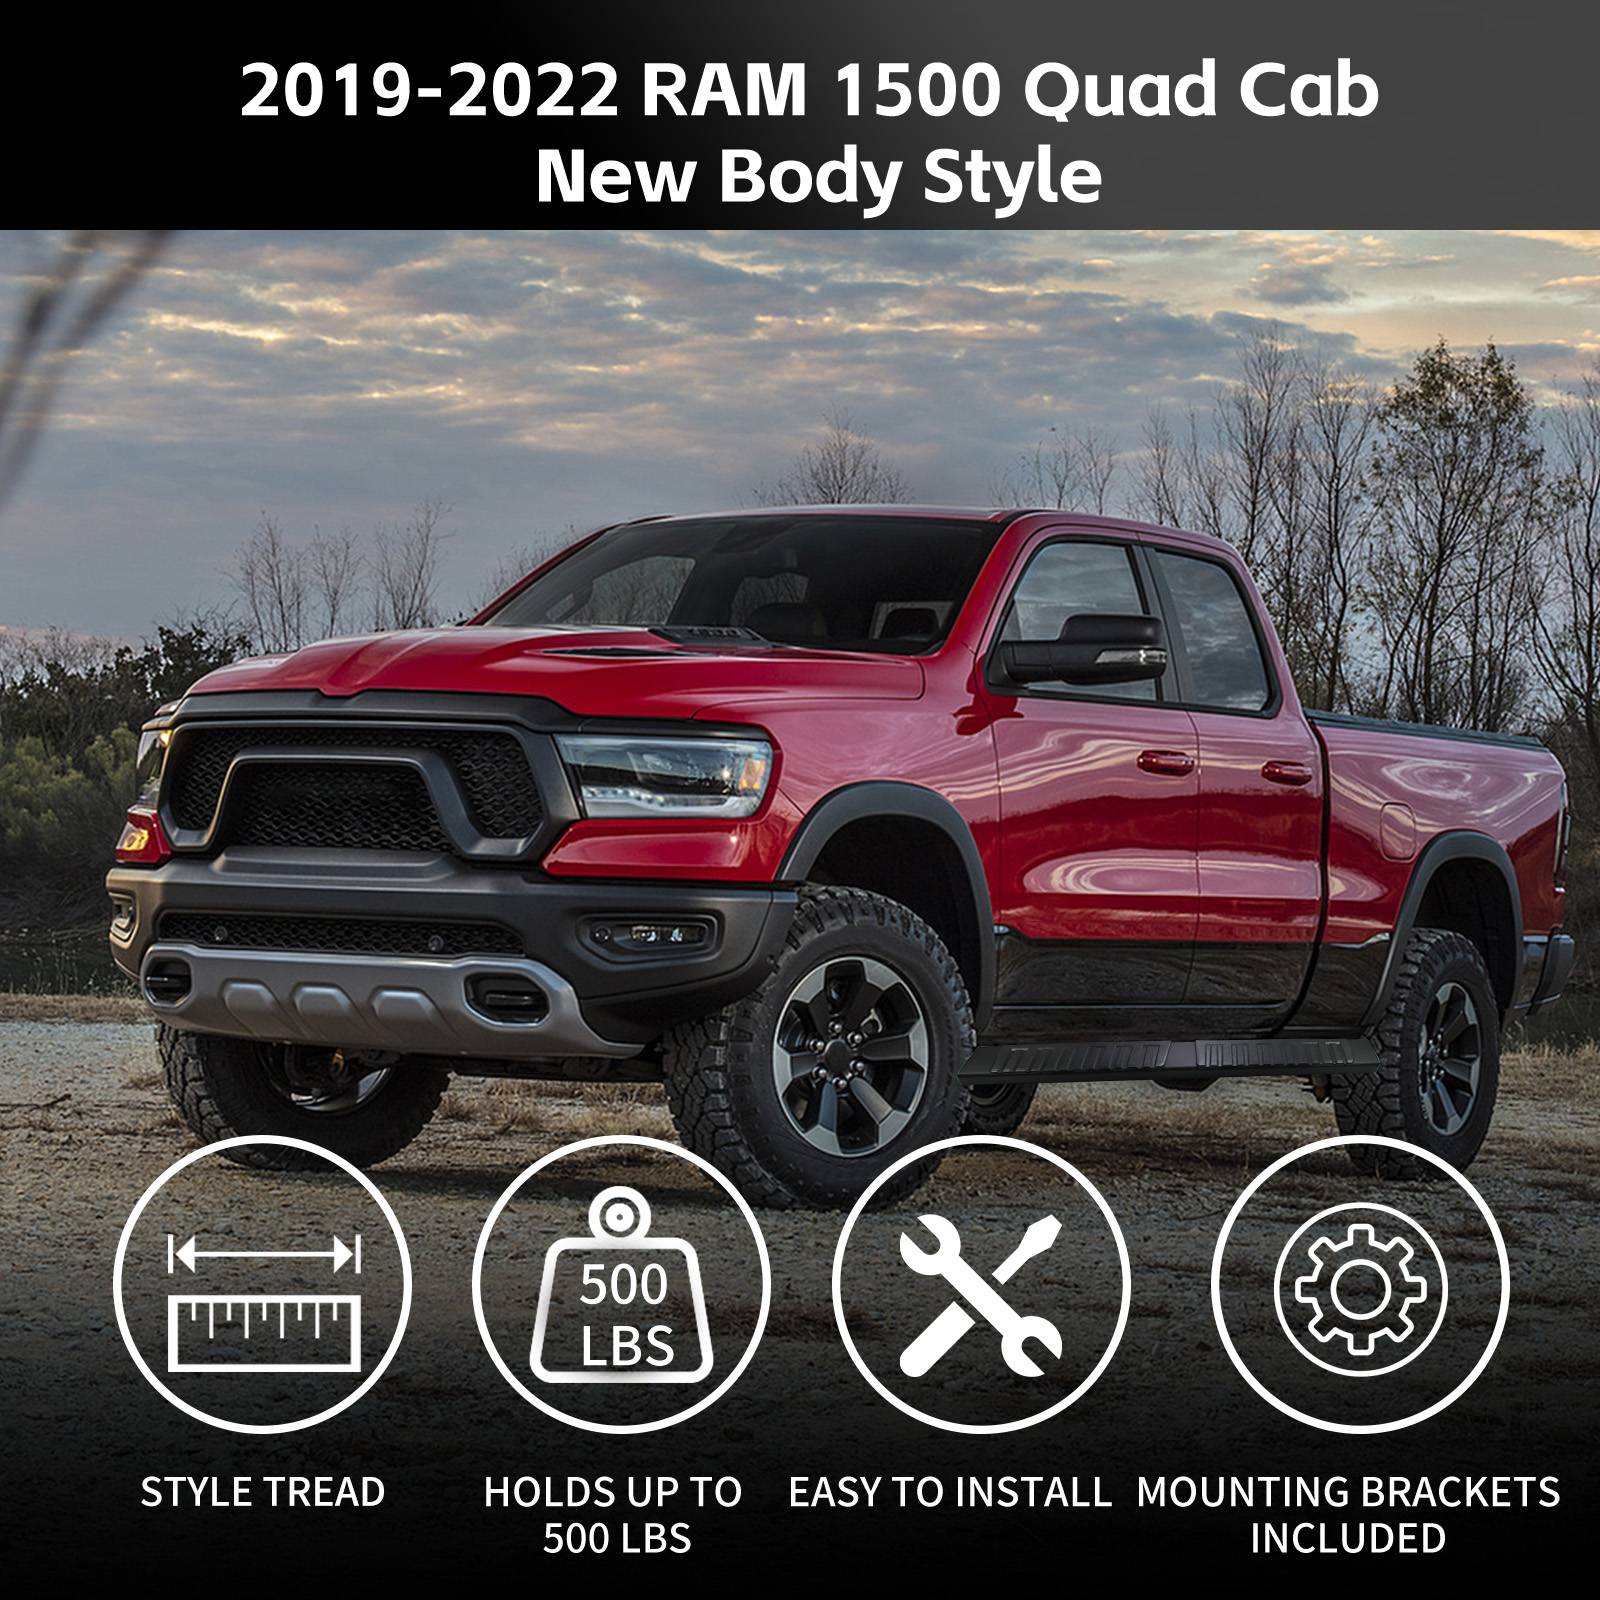 2019-2022 RAM 1500 Quad Cab
New Body Style
500
LBS
STYLE TREAD
HOLDS UP TO
500 LBS
EASY TO INSTALL
MOUNTING BRACKETS
INCLUDED